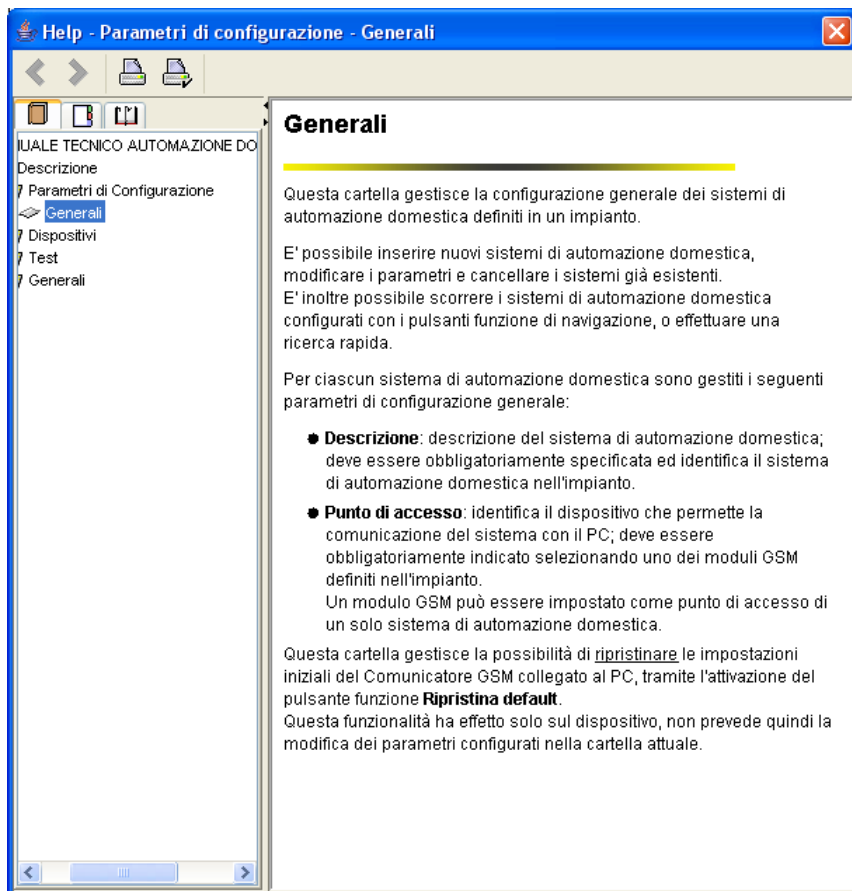 Help - Parametri di configurazione - Generali
NUALE TECNICO AUTOMAZIONE DO
Descrizione
Parametri di Configurazione
Generali
Dispositivi
Test
Generali
Generali
Questa cartella gestisce la configurazione generale dei sistemi di
automazione domestica definiti in un impianto.
E' possibile inserire nuovi sistemi di automazione domestica,
modificare i parametri e cancellare i sistemi già esistenti.
E' inoltre possibile scorrere i sistemi di automazione domestica
configurati con i pulsanti funzione di navigazione, o effettuare una
ricerca rapida.
Per ciascun sistema di automazione domestica sono gestiti i seguenti
parametri di configurazione generale:
Descrizione: descrizione del sistema di automazione domestica;
deve essere obbligatoriamente specificata ed identifica il sistema
di automazione domestica nell'impianto.
Punto di accesso: identifica il dispositivo che permette la
comunicazione del sistema con il PC; deve essere
obbligatoriamente indicato selezionando uno dei moduli GSM
definiti nell'impianto.
Un modulo GSM può essere impostato come punto di accesso di
un solo sistema di automazione domestica.
Questa cartella gestisce la possibilità di ripristinare le impostazioni
iniziali del Comunicatore GSM collegato al PC, tramite l'attivazione del
pulsante funzione Ripristina default.
Questa funzionalità ha effetto solo sul dispositivo, non prevede quindi la
modifica dei parametri configurati nella cartella attuale.